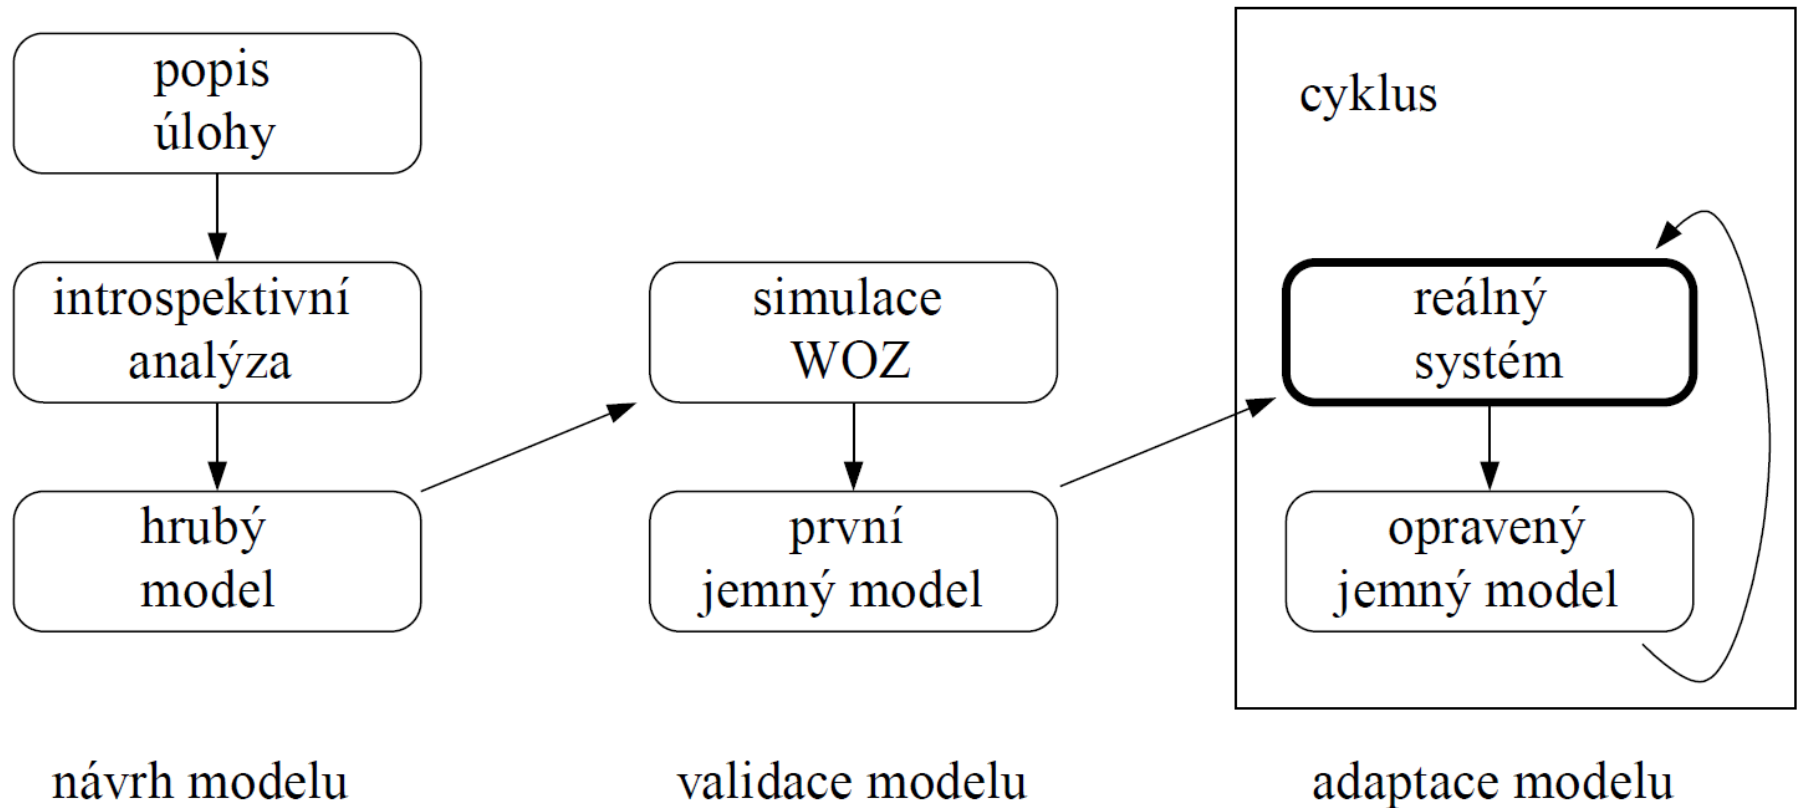 popis
úlohy
introspektivní
analýza
hrubý
model
návrh modelu
simulace
WOZ
první
jemný model
validace modelu
cyklus
reálný
systém
opravený
jemný model
adaptace modelu